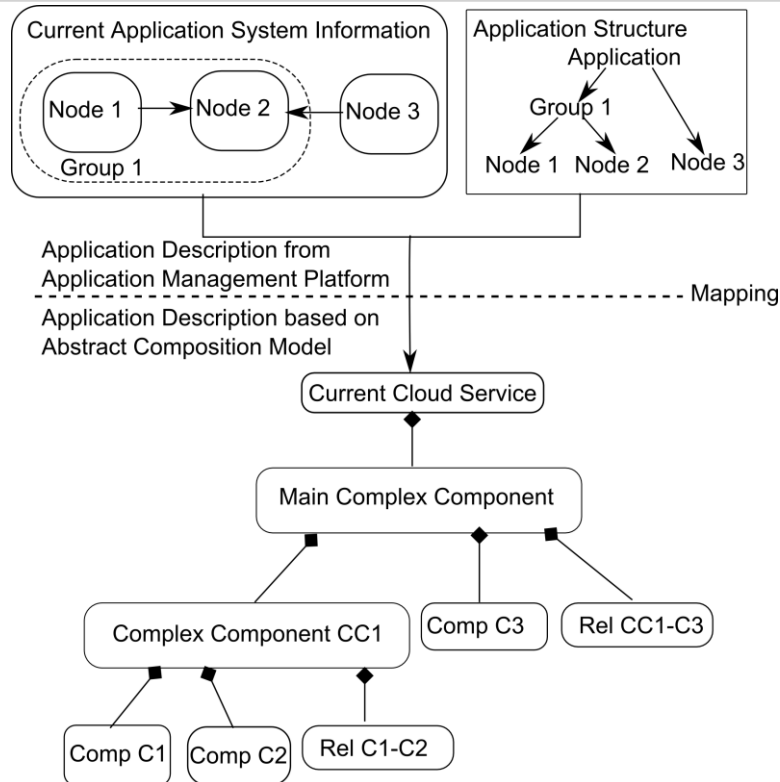 Current Application System Information
Node 1
Node 2
Node 3
Group 1
Application Structure
Application
Group 1
Node 1
Node 2
Node 3
Application Description from
Application Management Platform
Mapping
Application Description based on
Abstract Composition Model
Current Cloud Service
Main Complex Component
Complex Component CC1
Comp C3
Rel CC1-C3
Comp C1
Comp C2
Rel C1-C2